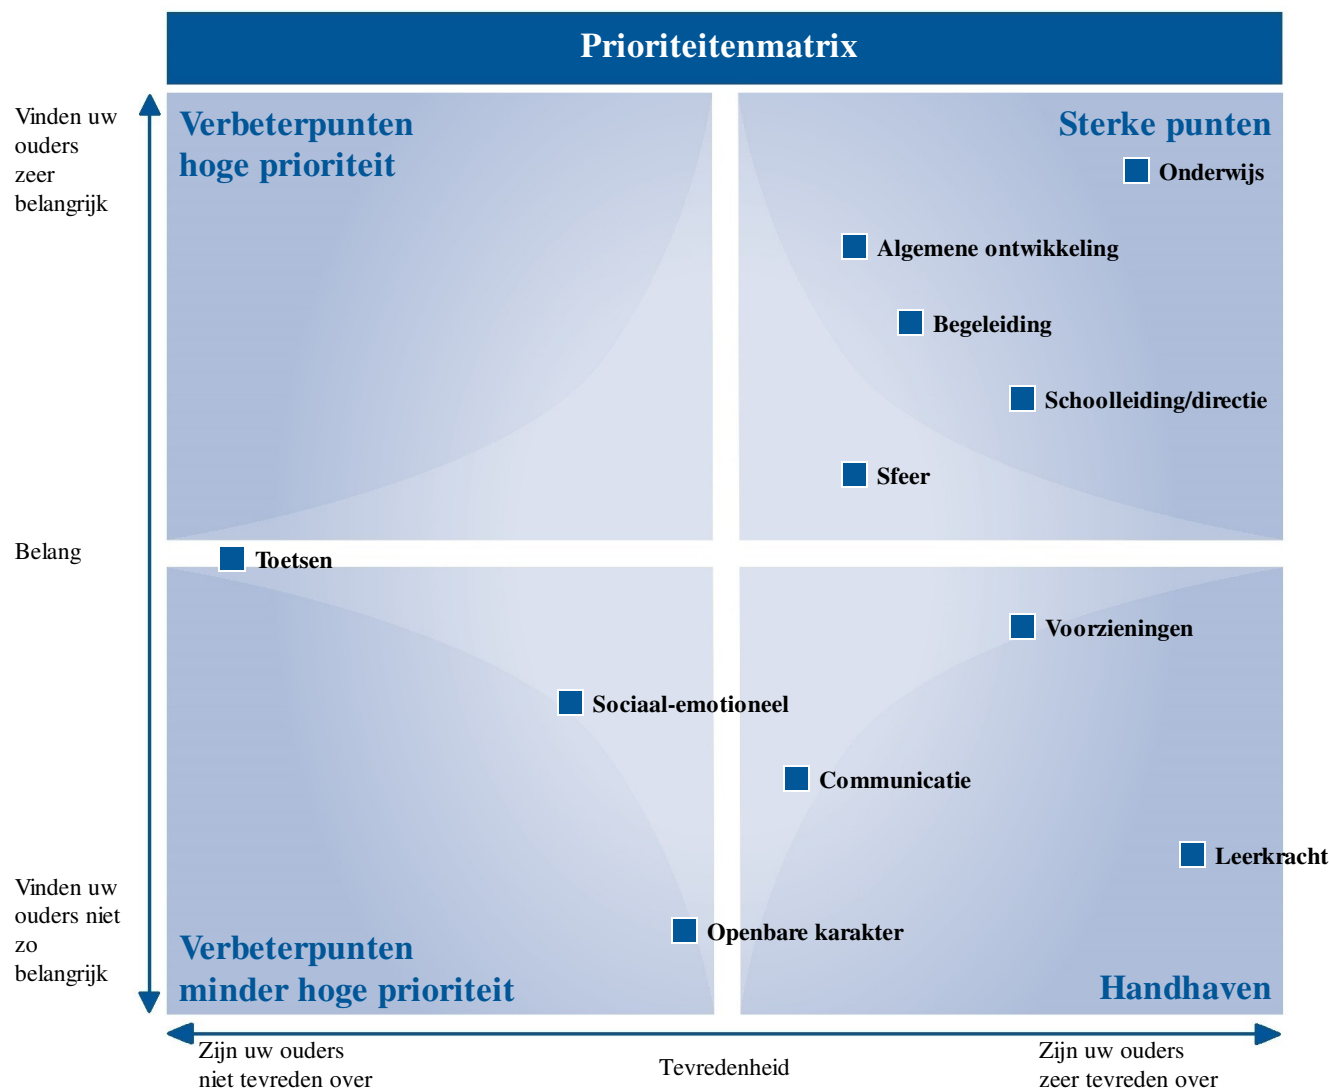 Prioriteitenmatrix
Vinden uw
ouders
zeer
belangrijk
Verbeterpunten
hoge prioriteit
Sterke punten
Onderwijs
Algemene ontwikkeling
Begeleiding
Schoolleiding/directie
Sfeer
Belang
Toetsen
Voorzieningen
Sociaal-emotioneel
Communicatie
Leerkracht
Vinden uw
ouders niet
zo
belangrijk
Openbare karakter
Verbeterpunten
minder hoge prioriteit
Handhaven
Zijn uw ouders
niet tevreden over
Tevredenheid
Zijn uw ouders
zeer tevreden over